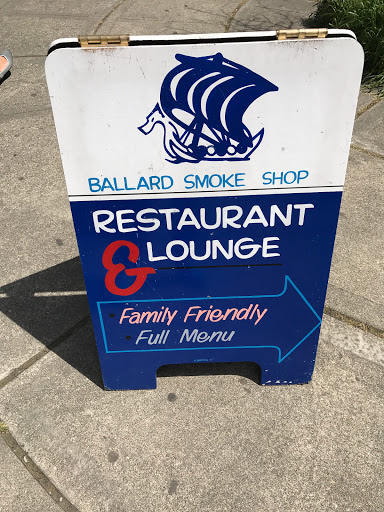 BALLARD SMOKE SHOP
RESTAURANT
& LOUNGE
Family Friendly
Full Menu